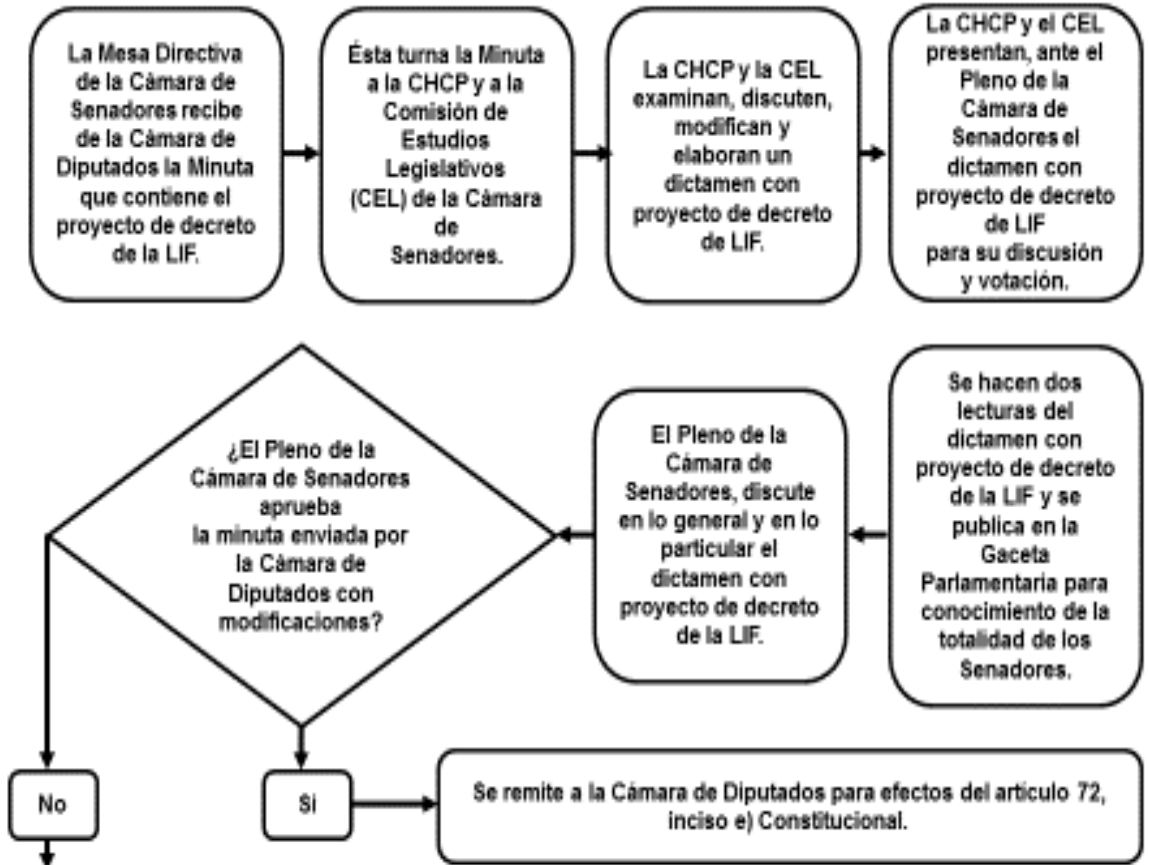 La Mesa Directiva
de la Cámara de
Senadores recibe
de la Cámara de
Diputados la Minuta
que contiene el
proyecto de decreto
de la LIF.
Ésta turna la Minuta
a la CHCP y a la
Comisión de
Estudios
Legislativos
(CEL) de la Cámara
de
Senadores.
La CHCP y la CEL
examinan, discuten,
modifican y
elaboran un
dictamen con
proyecto de decreto
de LIF.
La CHCP y el CEL
presentan, ante el
Pleno de la
Cámara de
Senadores el
dictamen con
proyecto de decreto
de LIF
para su discusión
y votación.
Se hacen dos
lecturas del
dictamen con
proyecto de decreto
de la LIF y se
publica en la
Gaceta
Parlamentaria para
conocimiento de la
totalidad de los
Senadores.
El Pleno de la
Cámara de
Senadores, discute
en lo general y en lo
particular el
dictamen con
proyecto de decreto
de la LIF.
¿El Pleno de la
Cámara de Senadores
aprueba
la minuta enviada por
la Cámara de
Diputados con
modificaciones?
No
Si
Se remite a la Cámara de Diputados para efectos del artículo 72,
inciso e) Constitucional.